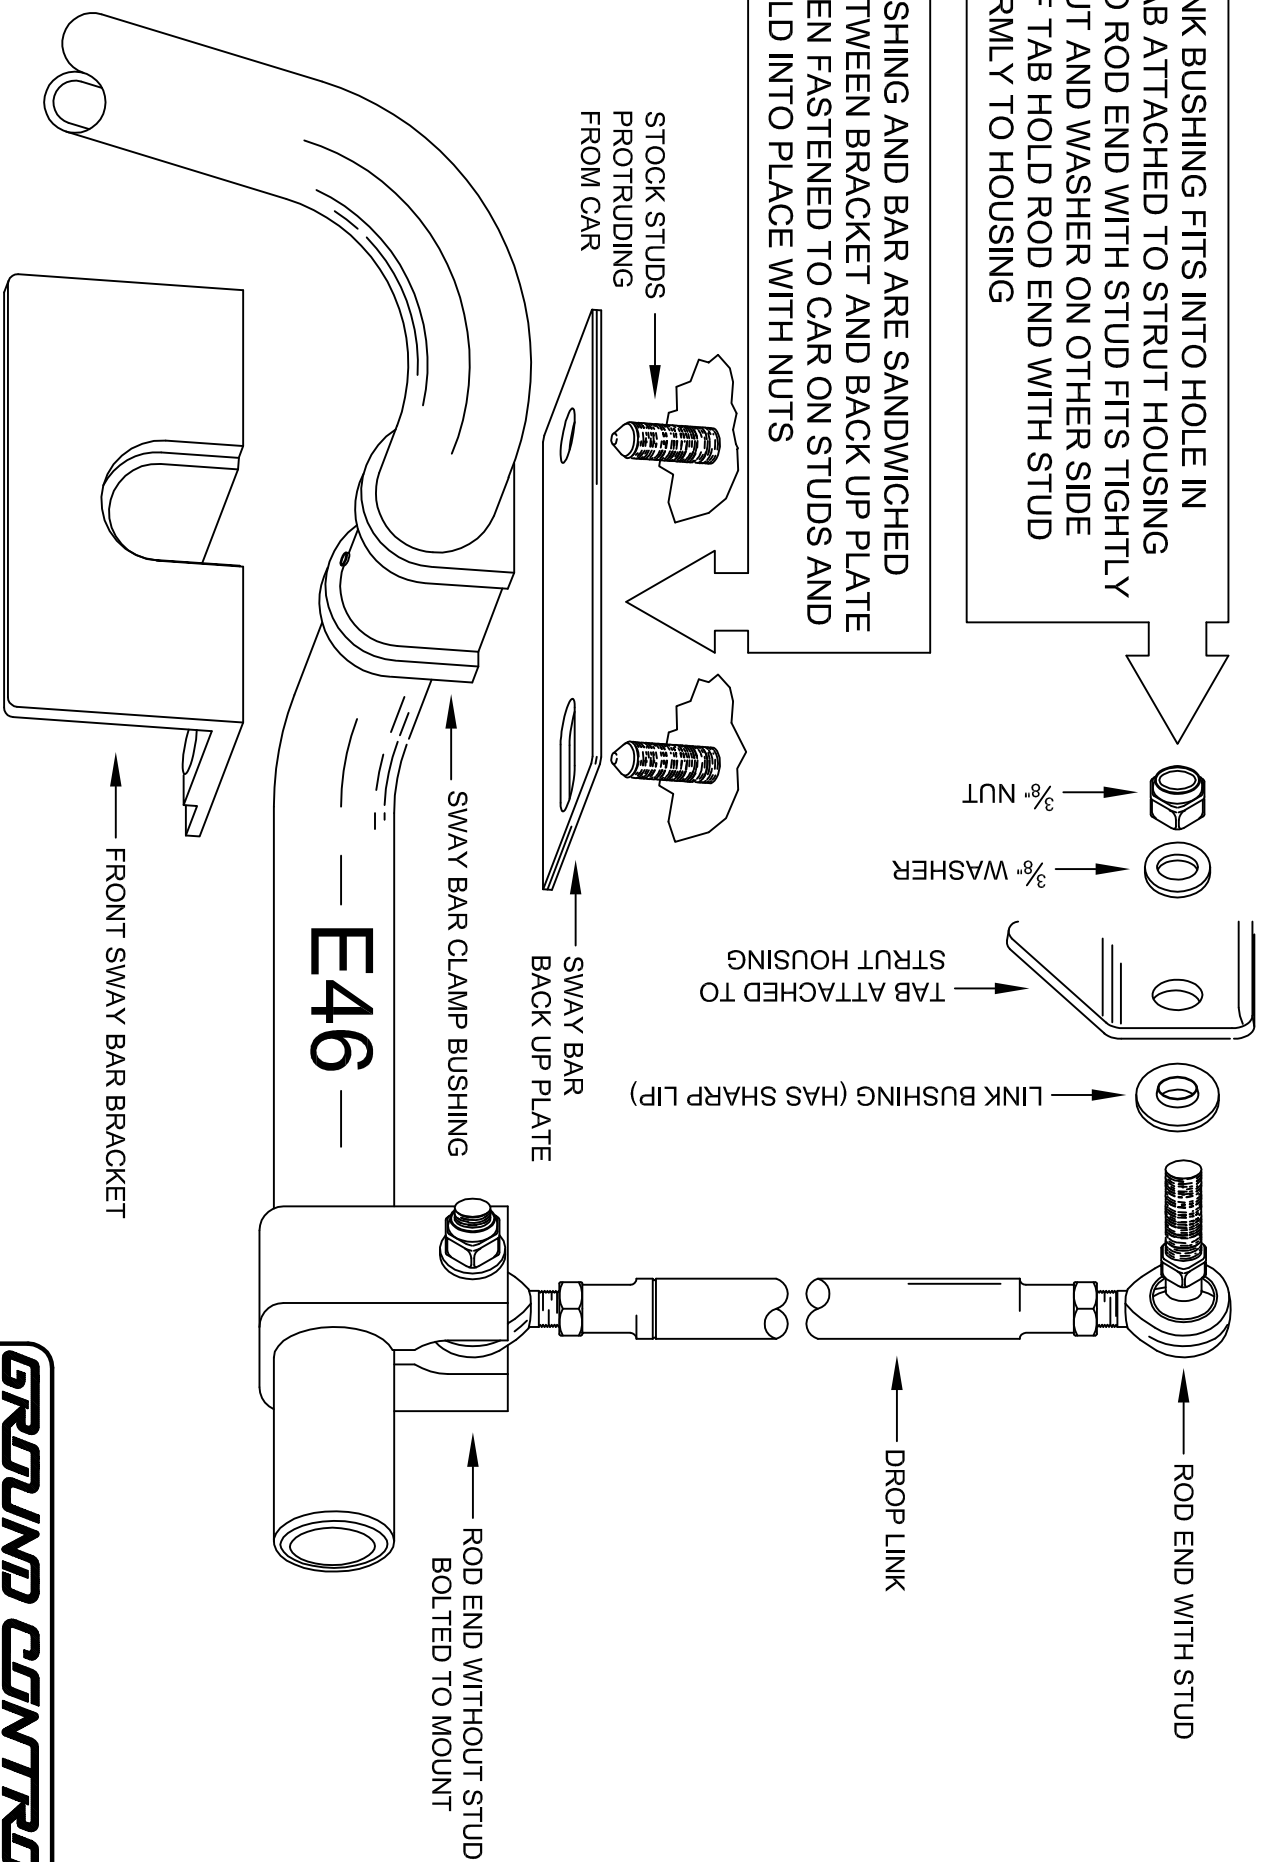 NK BUSHING FITS INTO HOLE IN
AB ATTACHED TO STRUT HOUSING
O ROD END WITH STUD FITS TIGHTLY
UT AND WASHER ON OTHER SIDE
F TAB HOLD ROD END WITH STUD
RMLY TO HOUSING
SHING AND BAR ARE SANDWICHED
TWEEN BRACKET AND BACK UP PLATE
EN FASTENED TO CAR ON STUDS AND
LD INTO PLACE WITH NUTS
STOCK STUDS
PROTRUDING
FROM CAR
3/8" NUT
3/8" WASHER
TAB ATTACHED TO
STRUT HOUSING
LINK BUSHING (HAS SHARP LIP)
ROD END WITH STUD
DROP LINK
SWAY BAR
BACK UP PLATE
SWAY BAR CLAMP BUSHING
E46
ROD END WITHOUT STUD
BOLTED TO MOUNT
FRONT SWAY BAR BRACKET
GROUND CONTRO